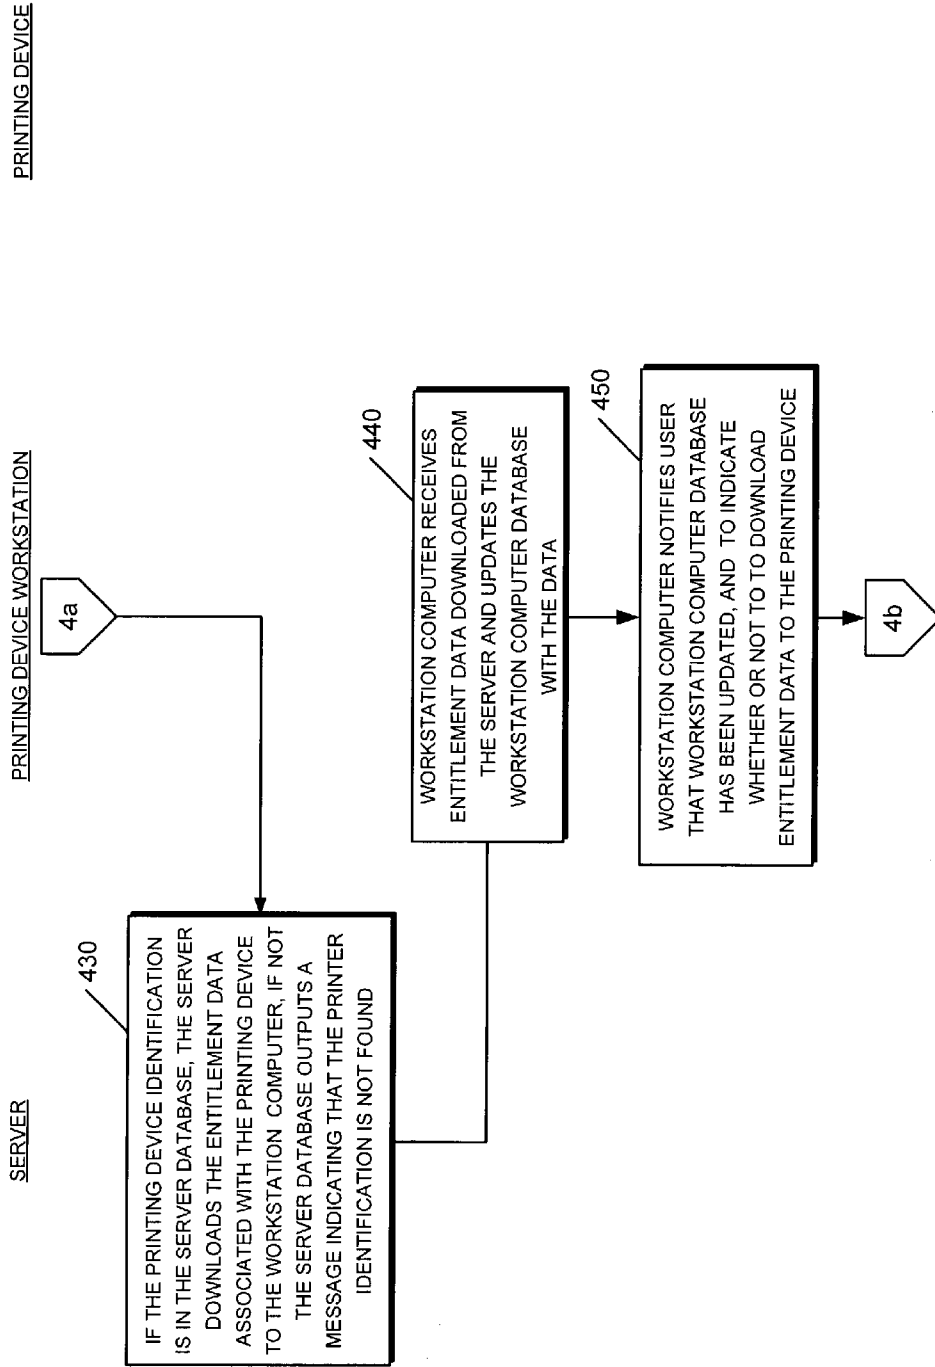 SERVER
PRINTING DEVICE WORKSTATION
PRINTING DEVICE
4a
430
IF THE PRINTING DEVICE IDENTIFICATION
IS IN THE SERVER DATABASE, THE SERVER
DOWNLOADS THE ENTITLEMENT DATA
ASSOCIATED WITH THE PRINTING DEVICE
TO THE WORKSTATION COMPUTER, IF NOT
THE SERVER DATABASE OUTPUTS A
MESSAGE INDICATING THAT THE PRINTER
IDENTIFICATION IS NOT FOUND
440
WORKSTATION COMPUTER RECEIVES
ENTITLEMENT DATA DOWNLOADED FROM
THE SERVER AND UPDATES THE
WORKSTATION COMPUTER DATABASE
WITH THE DATA
450
WORKSTATION COMPUTER NOTIFIES USER
THAT WORKSTATION COMPUTER DATABASE
HAS BEEN UPDATED, AND TO INDICATE
WHETHER OR NOT TO TO DOWNLOAD
ENTITLEMENT DATA TO THE PRINTING DEVICE
4b